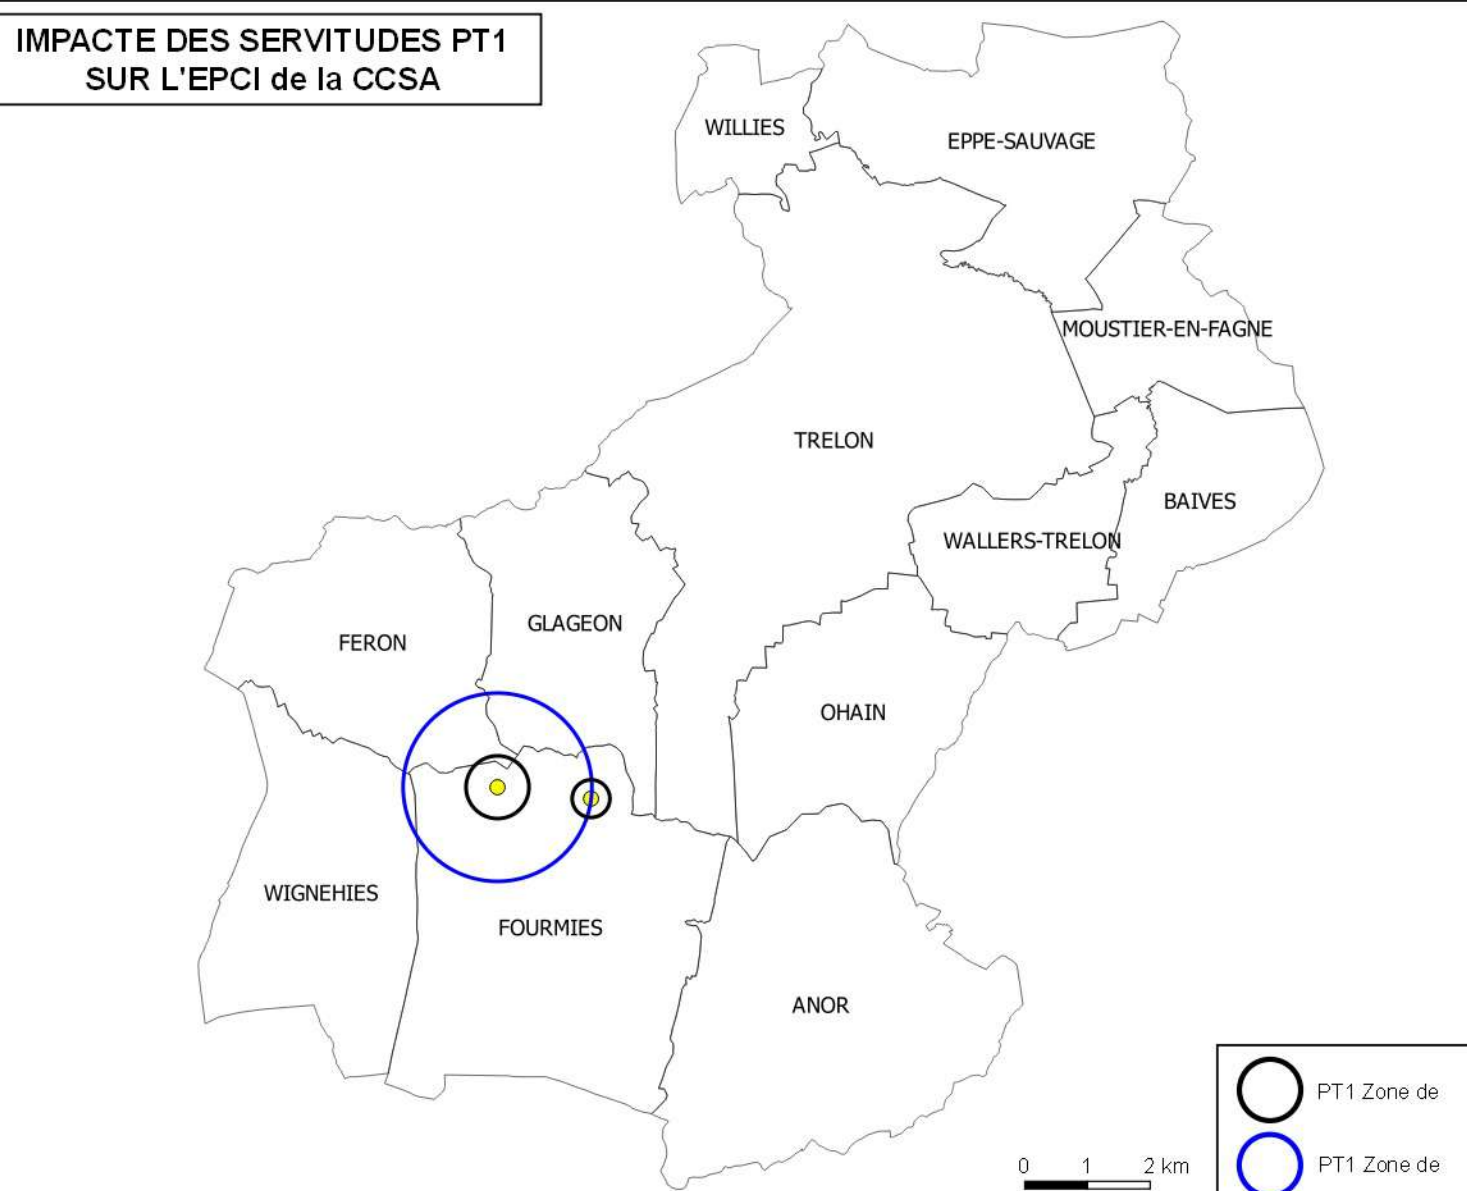 IMPACTE DES SERVITUDES PT1
SUR L'EPCI de la CCSA
WILLIES
EPPE-SAUVAGE
MOUSTIER-EN-FAGNE
TRELON
BAIVES
WALLERS-TRELON
GLAGEON
FERON
OHAIN
WIGNEHIES
FOURMIES
ANOR
PT1 Zone de
PT1 Zone de
0 1 2 km